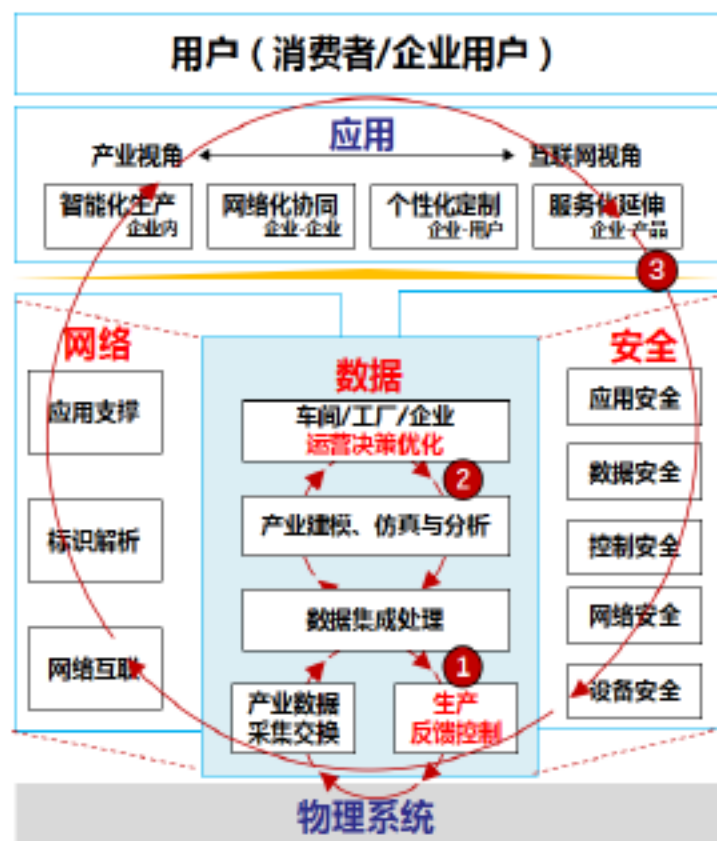 用户（消费者/企业用户）
应用
产业视角
互联网视角
智能化生产
企业内
网络化协同
企业-企业
个性化定制
企业-用户
服务化延伸
企业-产品
3
网络
应用支撑
标识解析
网络互联
数据
车间/工厂/企业
运营决策优化
2
产业建模、仿真与分析
数据集成处理
1
产业数据
采集交换
生产
反馈控制
安全
应用安全
数据安全
控制安全
网络安全
设备安全
物理系统